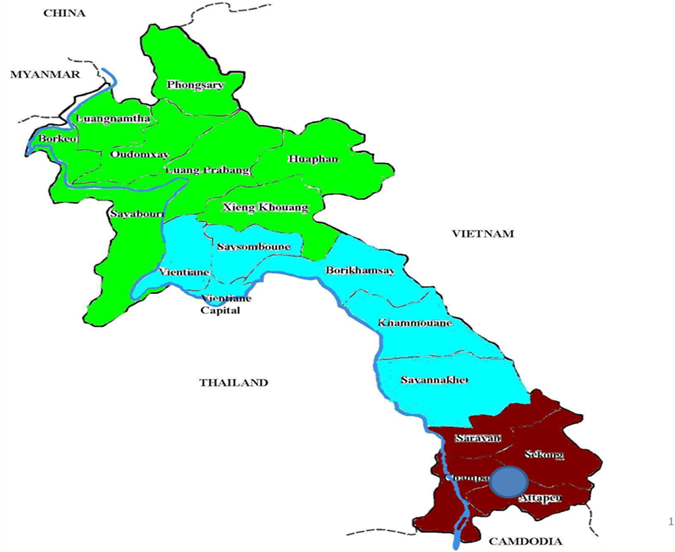 CHINA
MYANMAR
Phongsary
Luangnamtha
Borkeo
Oudomxay
Luang Prabang
Huaphan
Sayabouri
Xieng Khouang
VIETNAM
Saysomboune
Vientiane
Borikhamsay
Vientiane
Capital
Khammouane
THAILAND
Savannakhet
Saravan
Sekong
Attapeu
1
CAMDODIA